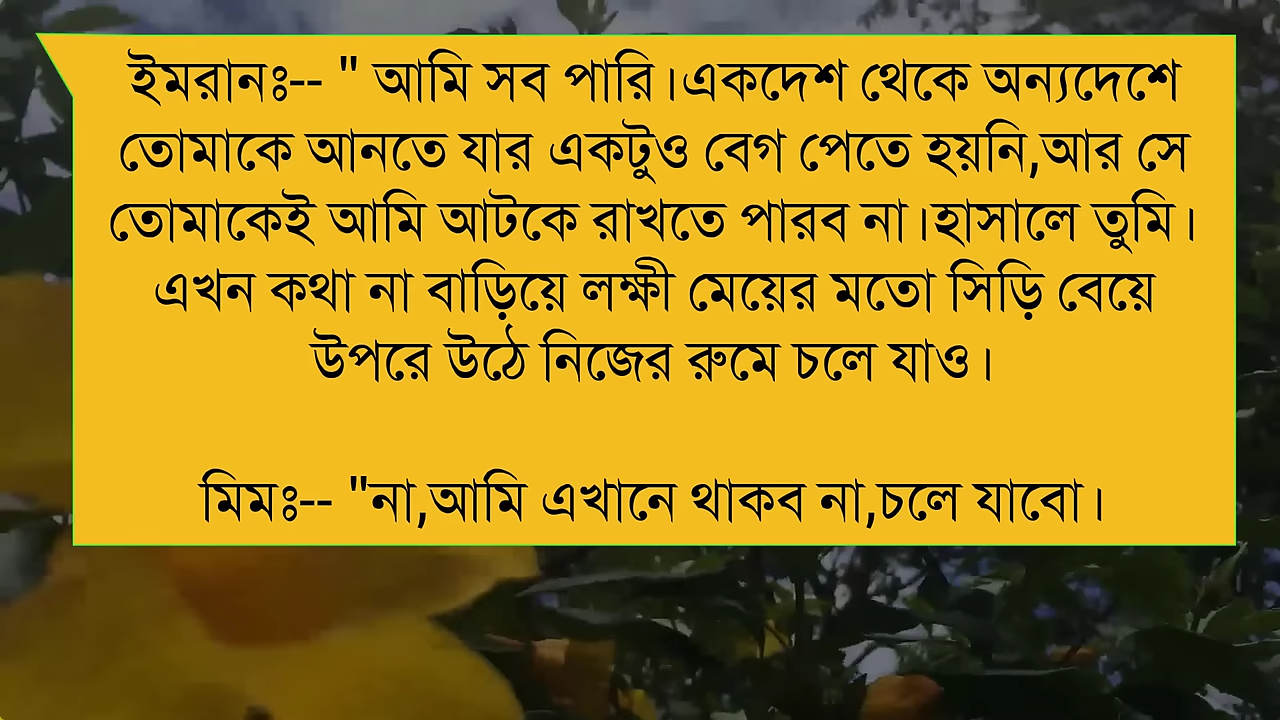 ইমরানঃ-- " আমি সব পারি।একদেশ থেকে অন্যদেশে
তোমাকে আনতে যার একটুও বেগ পেতে হয়নি,আর সে
তোমাকেই আমি আটকে রাখতে পারব না।হাসালে তুমি।
এখন কথা না বাড়িয়ে লক্ষী মেয়ের মতো সিড়ি বেয়ে
উপরে উঠে নিজের রুমে চলে যাও।
মিমঃ-- "না,আমি এখানে থাকব না,চলে যাবো।